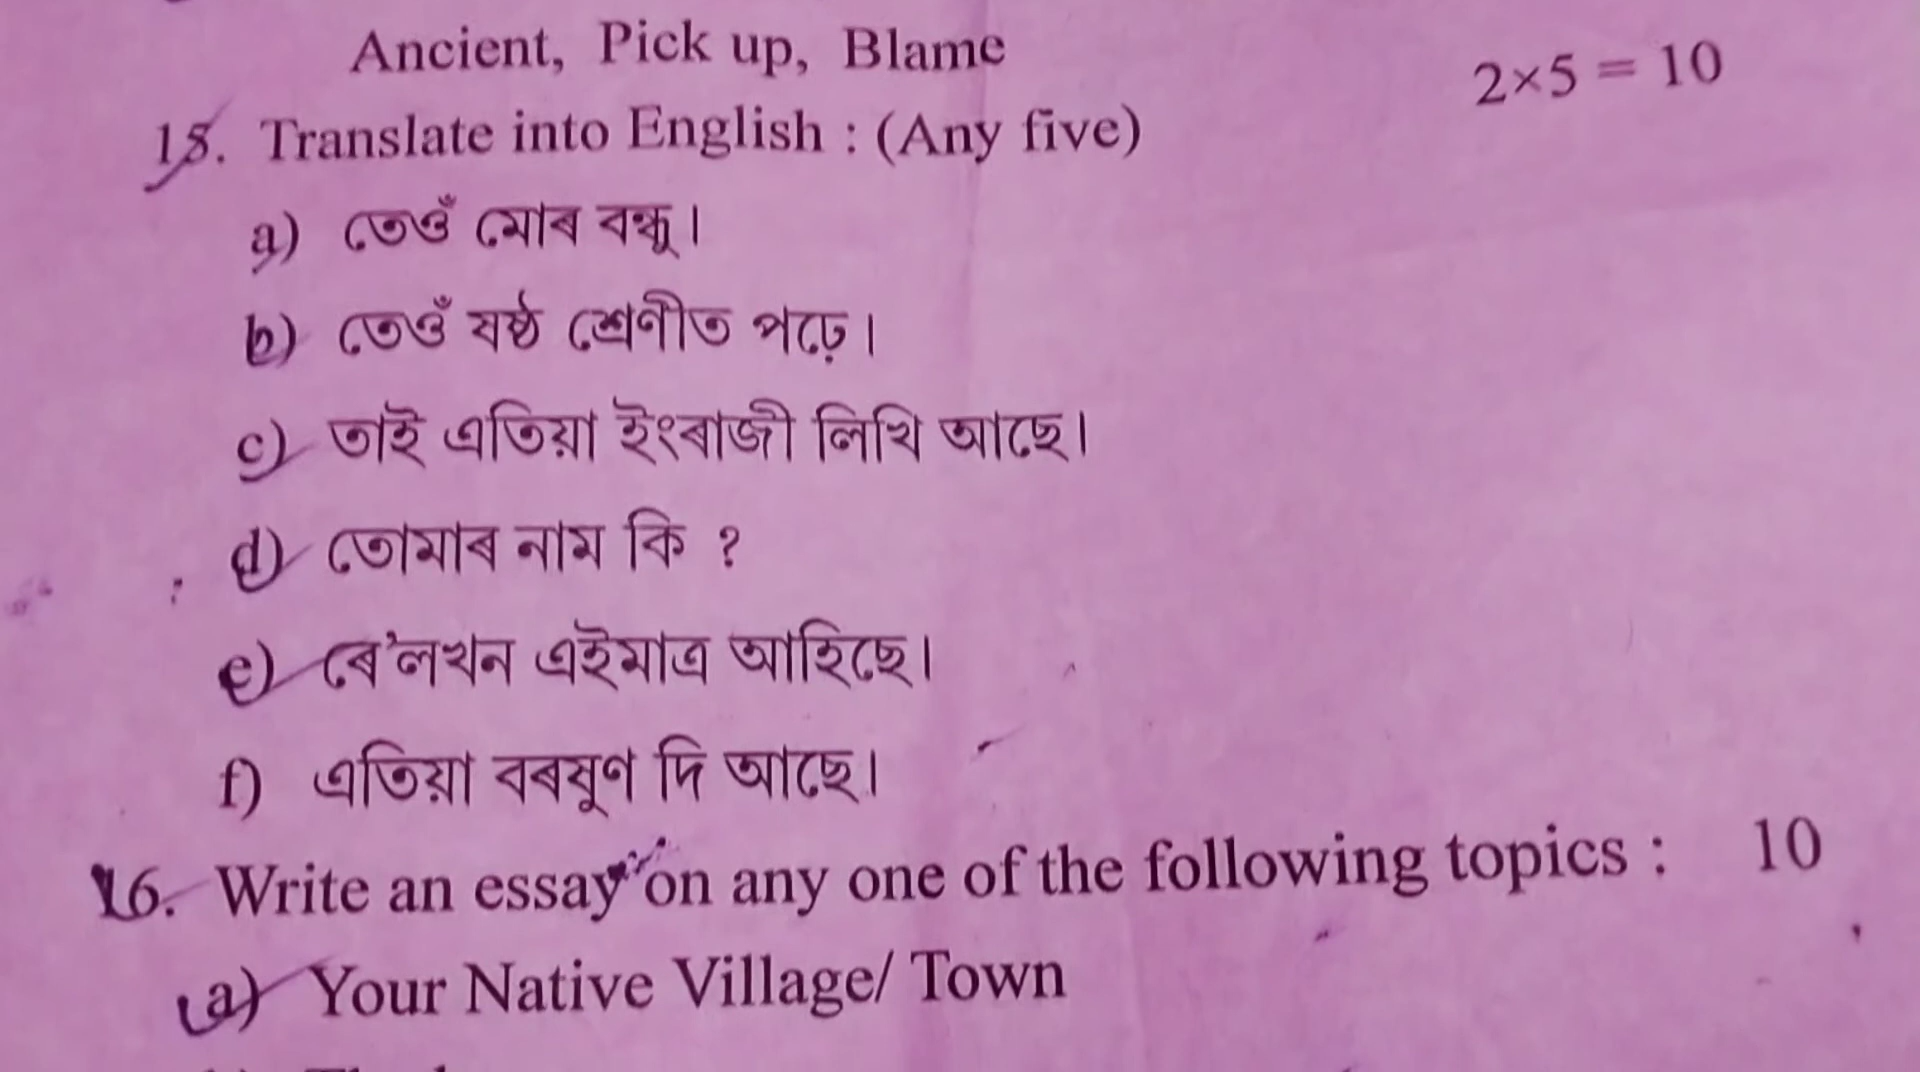 Ancient, Pick up, Blame
2×5 = 10
15. Translate into English : (Any five)
a) তেওঁ মোৰ বন্ধু।
b) তেওঁ ষষ্ঠ শ্ৰেণীত পঢ়ে।
c) তাই এতিয়া ইংৰাজী লিখি আছে।
d) তোমাৰ নাম কি ?
e) ৰে'লখন এইমাত্ৰ আহিছে।
f) এতিয়া বৰষুণ দি আছে।
16. Write an essay on any one of the following topics : 10
a) Your Native Village/ Town